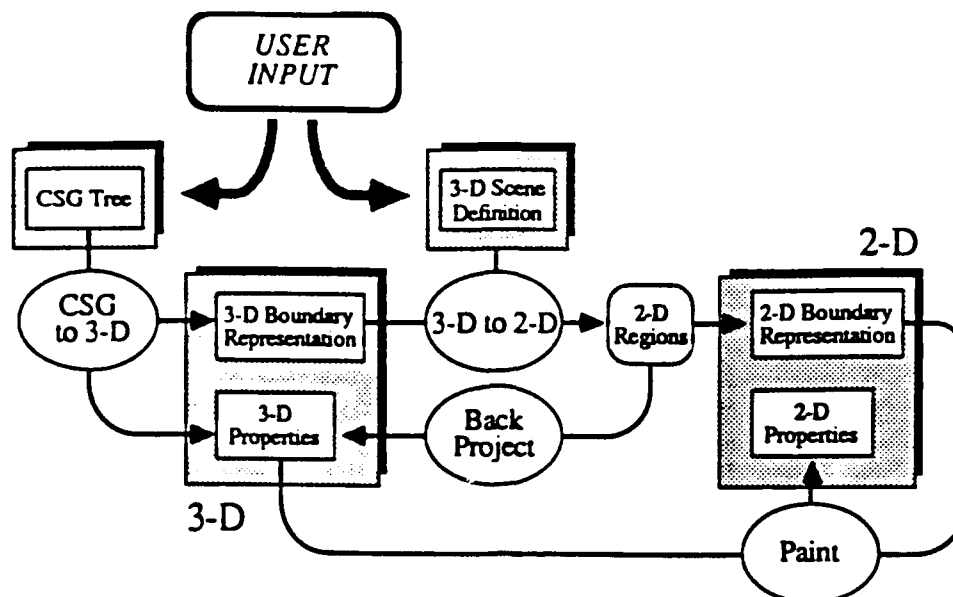 USER
INPUT
CSG Tree
3-D Scene
Definition
2-D
CSG
to 3-D
3-D Boundary
Representation
3-D to 2-D
2-D
Regions
2-D Boundary
Representation
3-D
Properties
Back
Project
2-D
Properties
3-D
Paint